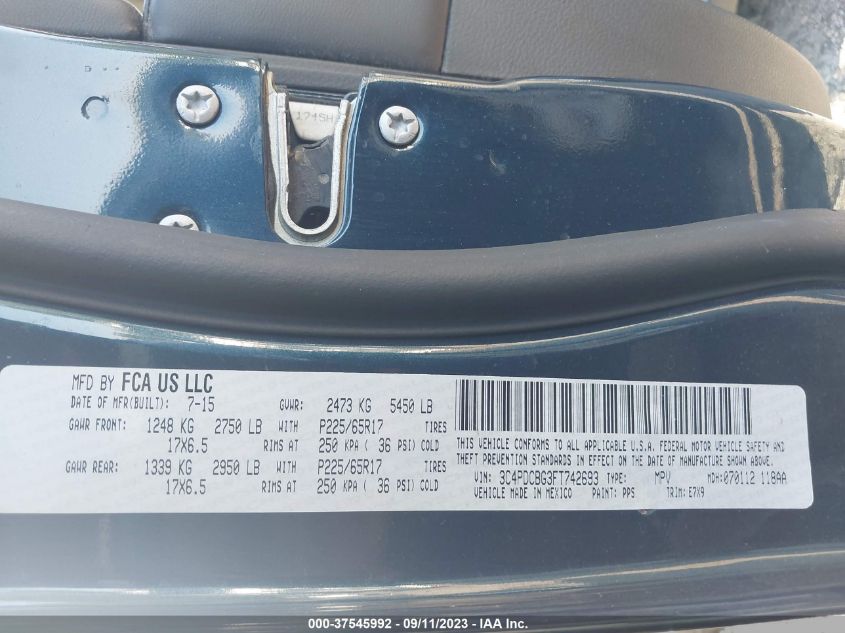 174SH
MFD BY FCA US LLC
DATE OF MFR(BUILT): 7-15 GVWR: 2473 KG 5450 LB
GAWR FRONT: 1248 KG 2750 LB WITH P225/65R17 TIRES
17X6.5 RIMS AT 250 KPA ( 36 PSI) COLD
GAWR REAR: 1339 KG 2950 LB WITH P225/65R17 TIRES
17X6.5 RIMS AT 250 KPA ( 36 PSI) COLD
THIS VEHICLE CONFORMS TO ALL APPLICABLE U.S.A. FEDERAL MOTOR VEHICLE SAFETY AND
THEFT PREVENTION STANDARDS IN EFFECT ON THE DATE OF MANUFACTURE SHOWN ABOVE.
VIN: 3C4PDCBG3FT742693 TYPE: MPV MDH:070112 118AA
VEHICLE MADE IN MEXICO PAINT: PPS TRIM: E7X9
000-37545992 - 09/11/2023 - IAA Inc.